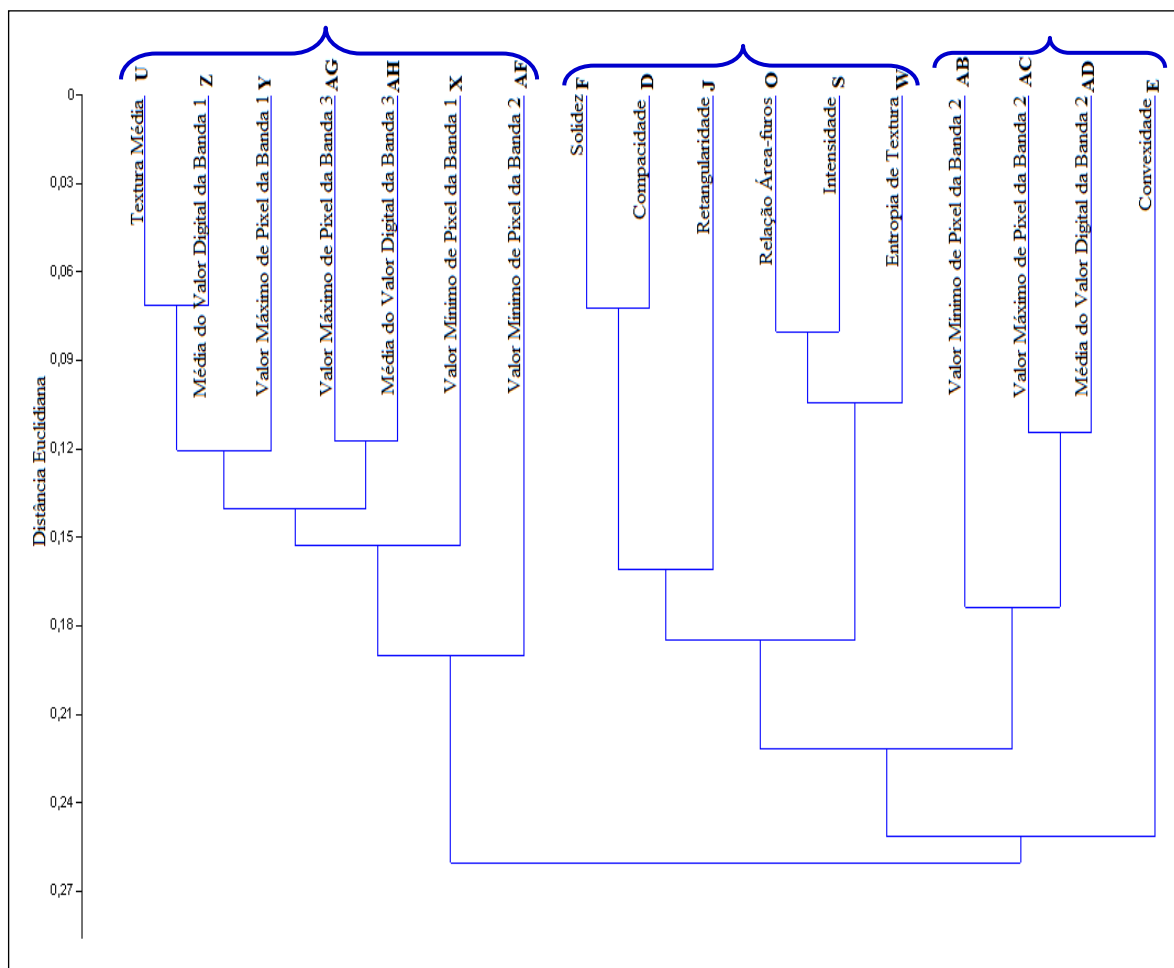 U
Z
Y
AG
AH
X
AF
F
D
J
O
S
W
AB
AC
AD
E
Textura Média
Média do Valor Digital da Banda 1
Valor Máximo de Pixel da Banda 1
Valor Máximo de Pixel da Banda 3
Média do Valor Digital da Banda 3
Valor Mínimo de Pixel da Banda 1
Valor Mínimo de Pixel da Banda 2
Solidez
Compacidade
Retangularidade
Relação Área-furos
Intensidade
Entropia de Textura
Valor Mínimo de Pixel da Banda 2
Valor Máximo de Pixel da Banda 2
Média do Valor Digital da Banda 2
Convexidade
0
0,03
0,06
0,09
0,12
0,15
0,18
0,21
0,24
0,27
Distância Euclidiana